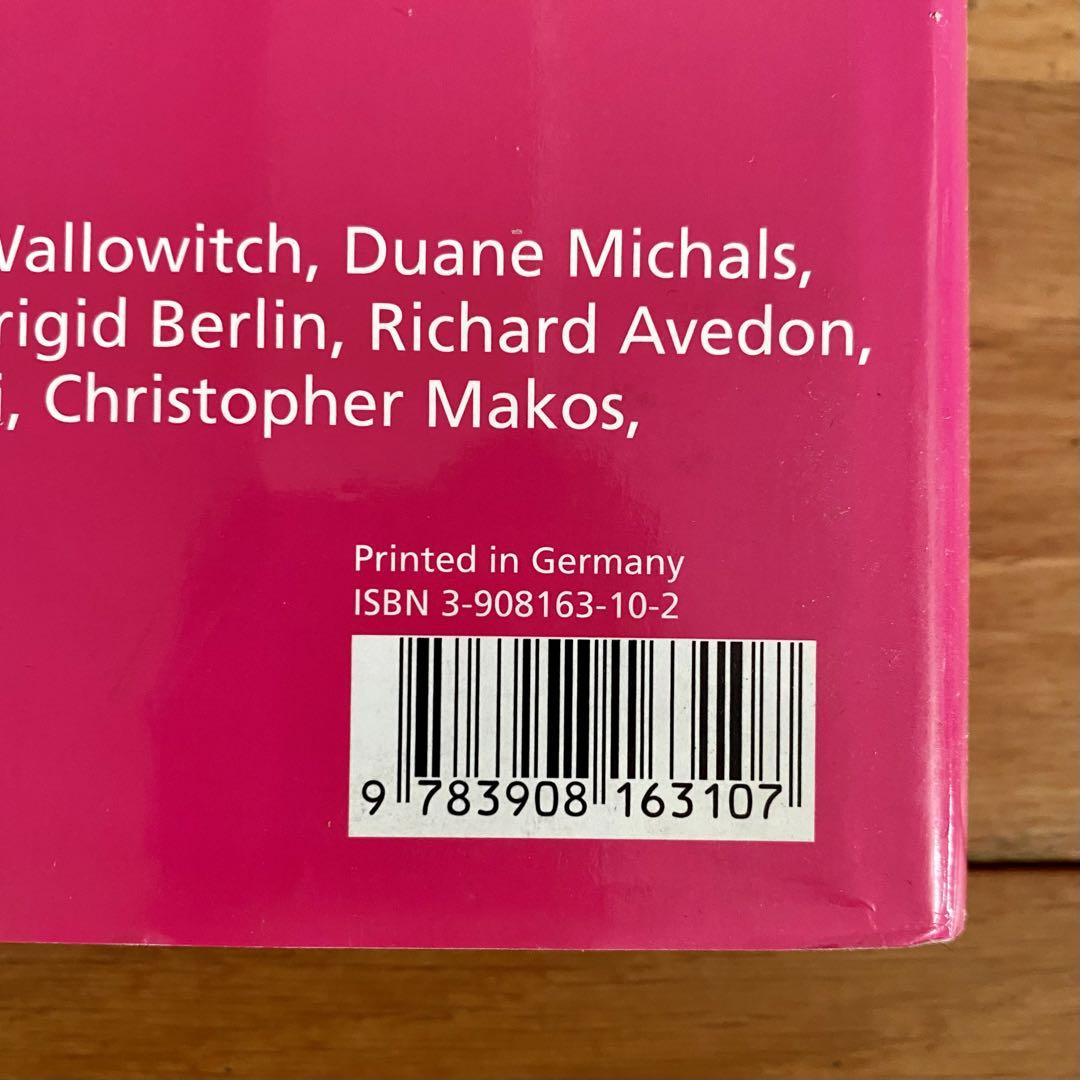 Wallowitch, Duane Michals,
rigid Berlin, Richard Avedon,
i, Christopher Makos,
Printed in Germany
ISBN 3-908163-10-2
9 783908 163107